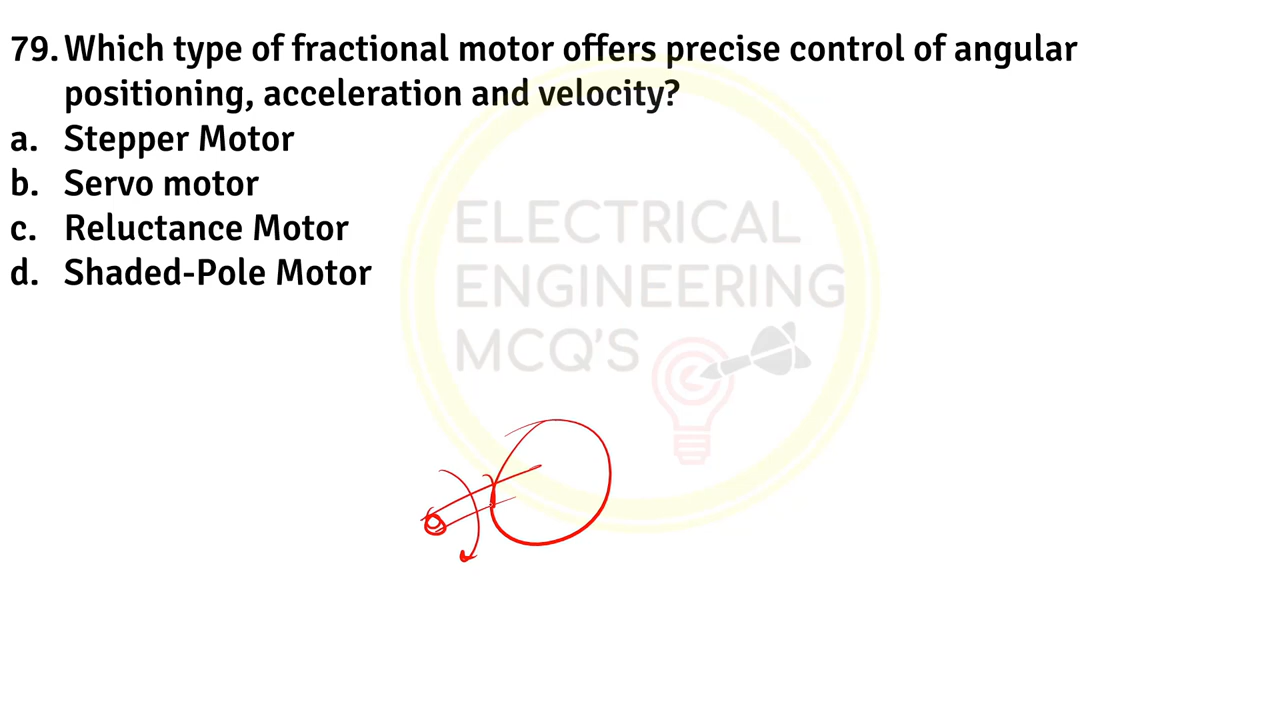 79. Which type of fractional motor offers precise control of angular
positioning, acceleration and velocity?
a. Stepper Motor
b. Servo motor
c. Reluctance Motor
d. Shaded-Pole Motor
ELECTRICAL
ENGINEERING
MCQ'S